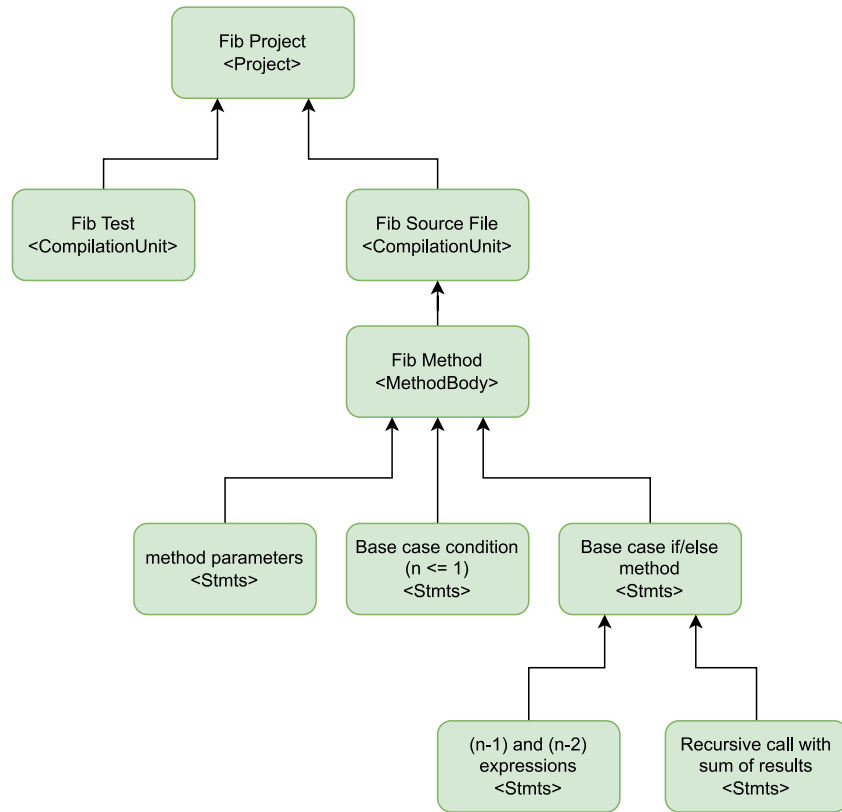 Fib Project
<Project>
Fib Test
<CompilationUnit>
Fib Source File
<CompilationUnit>
Fib Method
<MethodBody>
method parameters
<Stmts>
Base case condition
(n <= 1)
<Stmts>
Base case if/else
method
<Stmts>
(n-1) and (n-2)
expressions
<Stmts>
Recursive call with
sum of results
<Stmts>